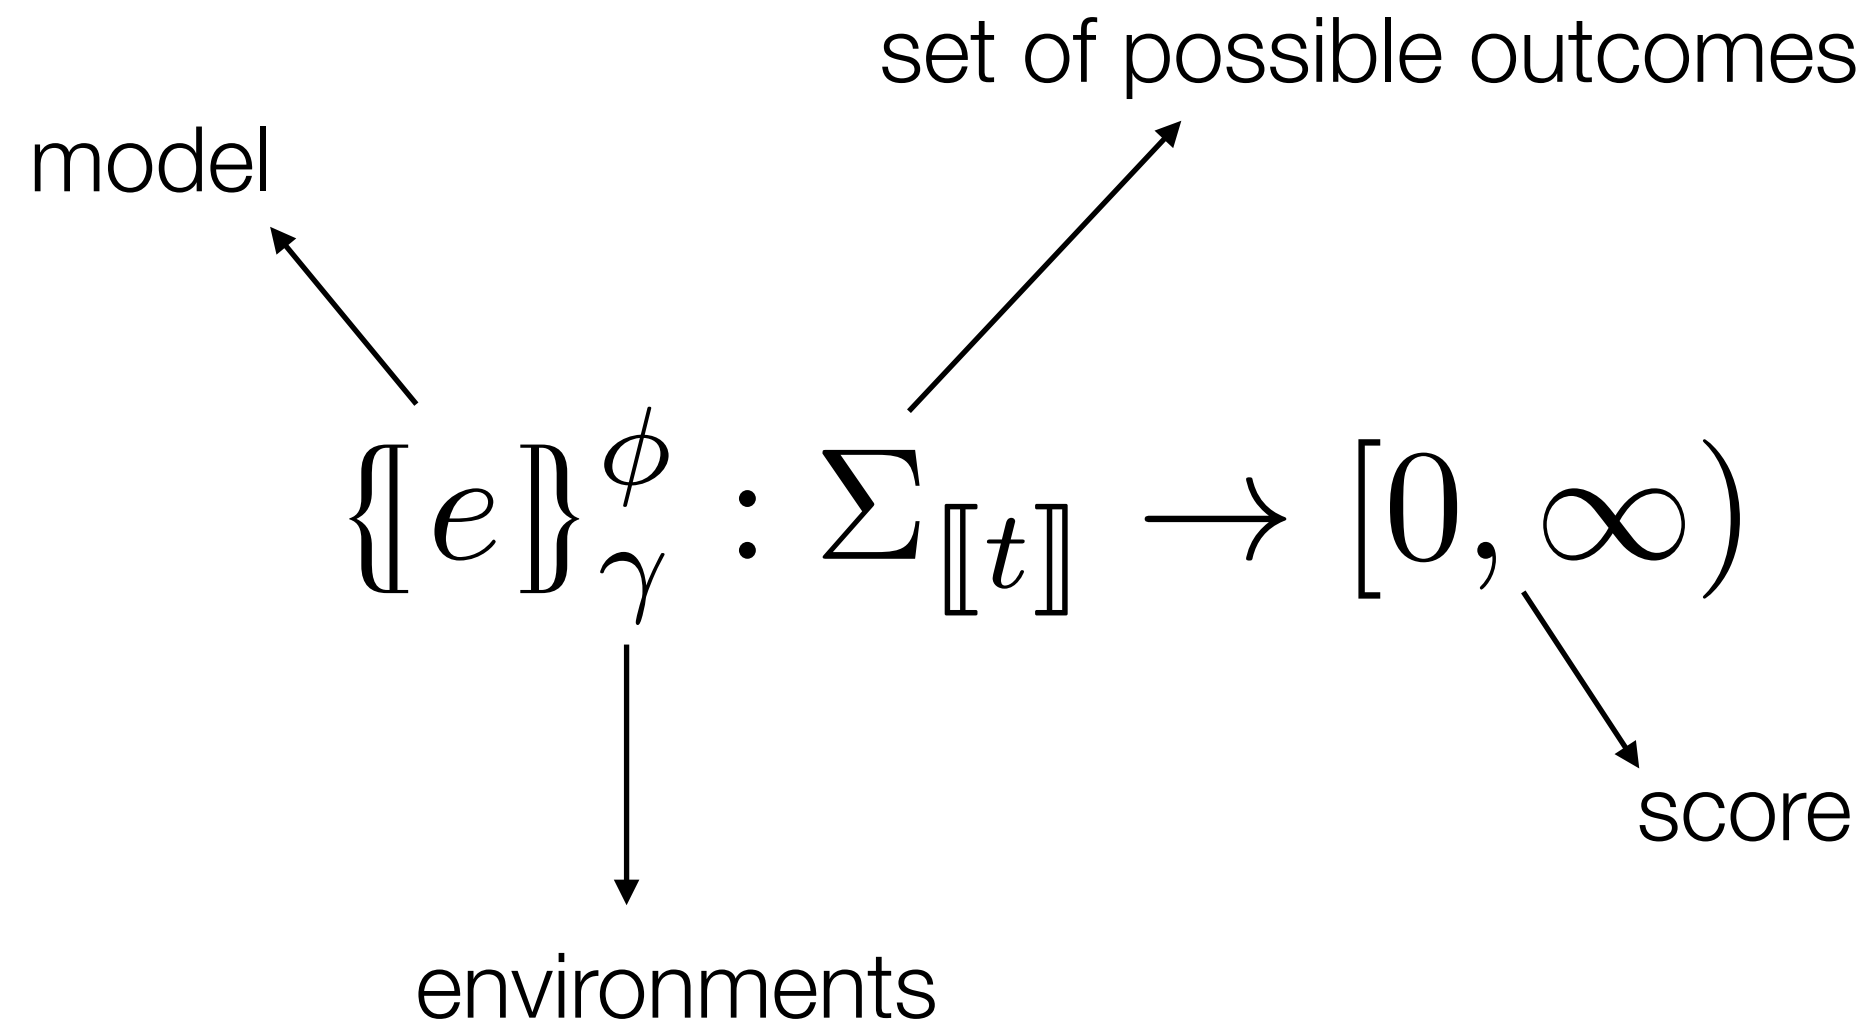 set of possible outcomes
model
{[e]}^ϕ_γ : Σ_⟦t⟧ → [0, ∞)
score
environments